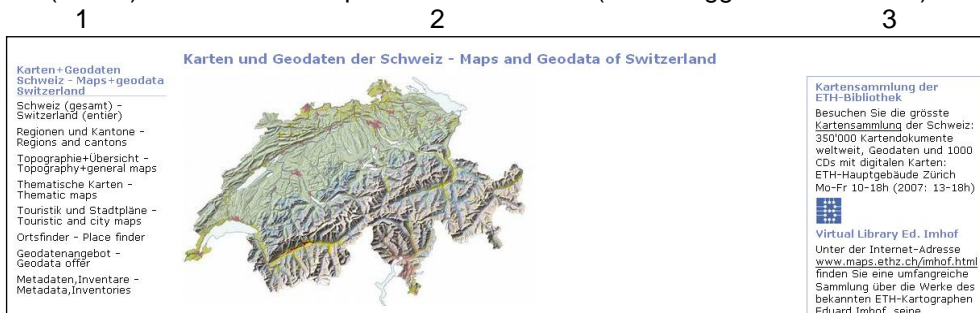 1 2 3
Karten und Geodaten der Schweiz - Maps and Geodata of Switzerland
Karten+Geodaten
Schweiz - Maps+geodata
Switzerland
Schweiz (gesamt) -
Switzerland (entier)
Regionen und Kantone -
Regions and cantons
Topographie+Übersicht -
Topography+general maps
Thematische Karten -
Thematic maps
Touristik und Stadtpläne -
Touristic and city maps
Ortsfinder - Place finder
Geodatenangebot -
Geodata offer
Metadaten,Inventare -
Metadata,Inventories
Kartensammlung der
ETH-Bibliothek
Besuchen Sie die grösste
Kartensammlung der Schweiz:
350'000 Kartendokumente
weltweit, Geodaten und 1000
CDs mit digitalen Karten:
ETH-Hauptgebäude Zürich
Mo-Fr 10-18h (2007: 13-18h)
Virtual Library Ed. Imhof
Unter der Internet-Adresse
www.maps.ethz.ch/imhof.html
finden Sie eine umfangreiche
Sammlung über die Werke des
bekannten ETH-Kartographen
Eduard Imhof, seine